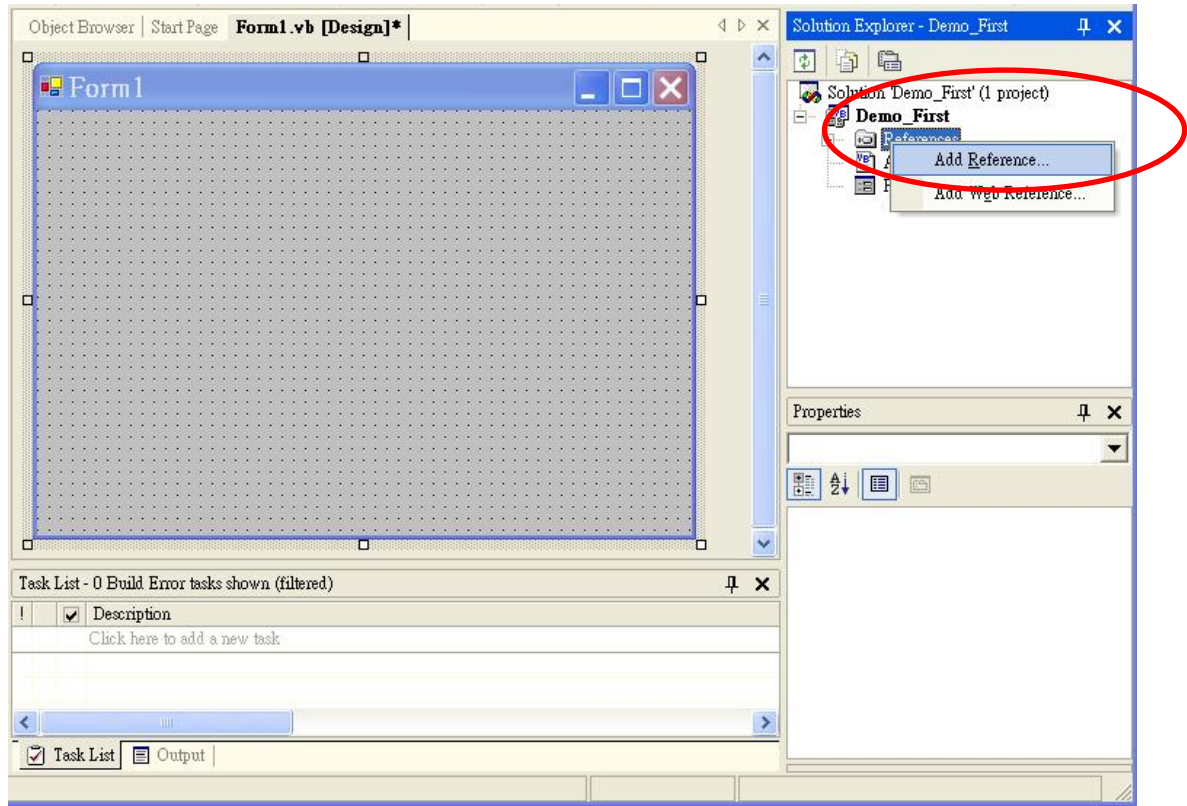 Object Browser | Start Page Form1.vb [Design]*
Form1
Task List - 0 Build Error tasks shown (filtered)
! Description
Click here to add a new task
Task List Output
Solution Explorer - Demo_First
Solution 'Demo_First' (1 project)
Demo_First
References
Add Reference...
Add Web Reference...
Properties